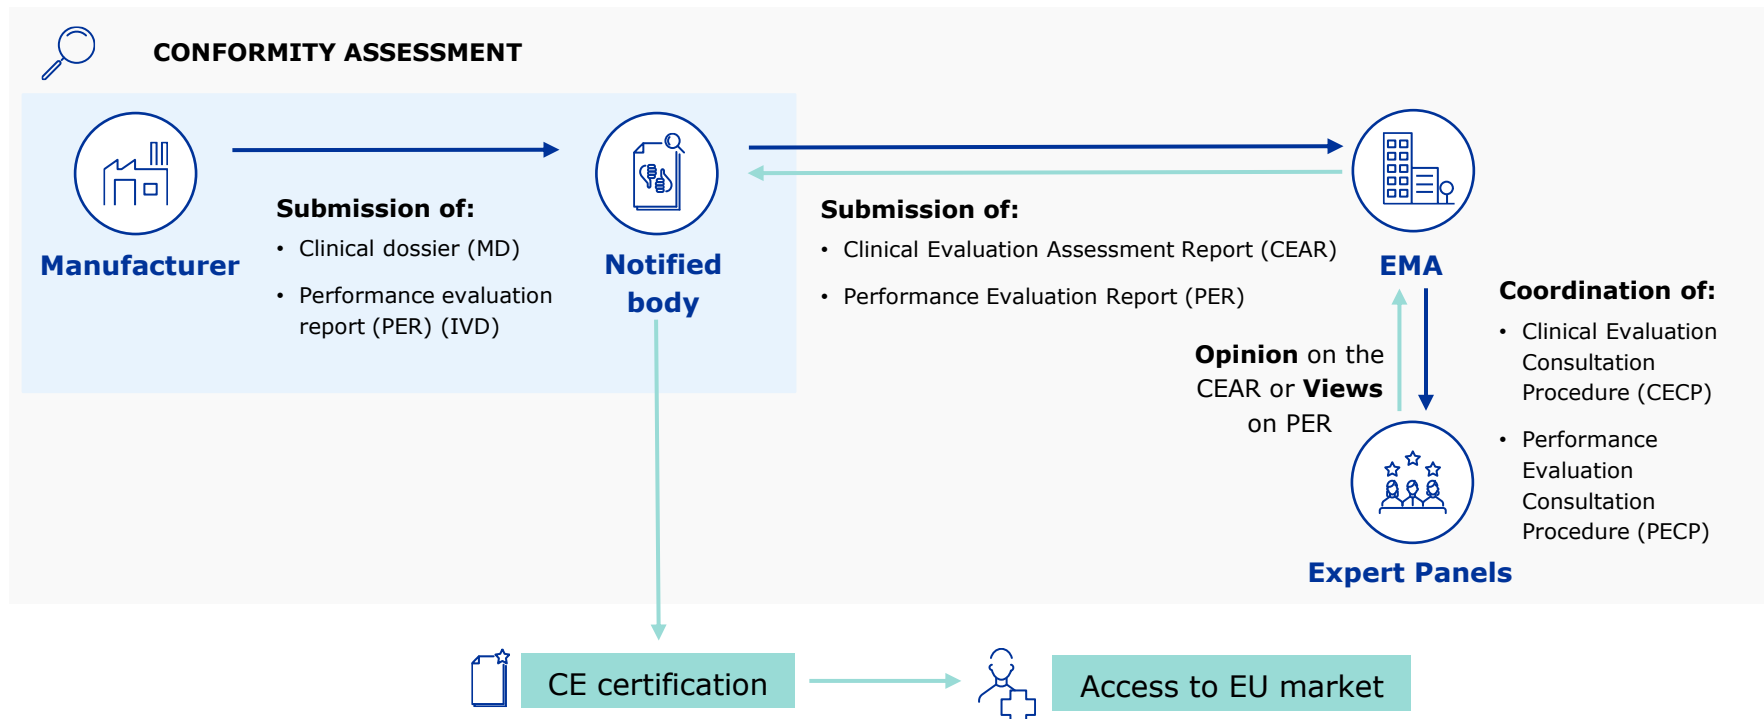 CONFORMITY ASSESSMENT
Manufacturer
Submission of:
• Clinical dossier (MD)
• Performance evaluation
report (PER) (IVD)
Notified
body
Submission of:
• Clinical Evaluation Assessment Report (CEAR)
• Performance Evaluation Report (PER)
EMA
Opinion on the
CEAR or Views
on PER
Coordination of:
• Clinical Evaluation
Consultation
Procedure (CECP)
• Performance
Evaluation
Consultation
Procedure (PECP)
Expert Panels
CE certification
Access to EU market